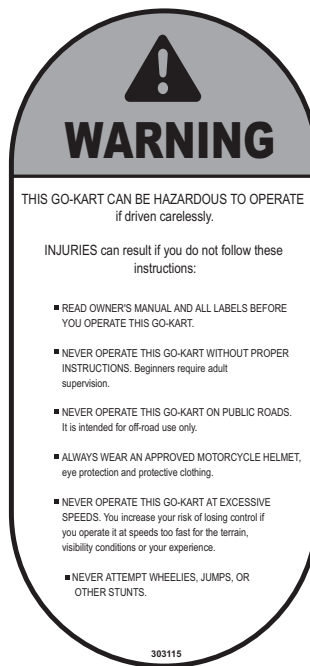 WARNING
THIS GO-KART CAN BE HAZARDOUS TO OPERATE
if driven carelessly.
INJURIES can result if you do not follow these
instructions:
■ READ OWNER'S MANUAL AND ALL LABELS BEFORE
YOU OPERATE THIS GO-KART.
■ NEVER OPERATE THIS GO-KART WITHOUT PROPER
INSTRUCTIONS. Beginners require adult
supervision.
■ NEVER OPERATE THIS GO-KART ON PUBLIC ROADS.
It is intended for off-road use only.
■ ALWAYS WEAR AN APPROVED MOTORCYCLE HELMET,
eye protection and protective clothing.
■ NEVER OPERATE THIS GO-KART AT EXCESSIVE
SPEEDS. You increase your risk of losing control if
you operate it at speeds too fast for the terrain,
visibility conditions or your experience.
■ NEVER ATTEMPT WHEELIES, JUMPS, OR
OTHER STUNTS.
303115